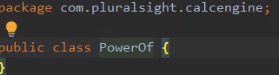 package com.pluralsight.calcengine;
public class PowerOf {
}